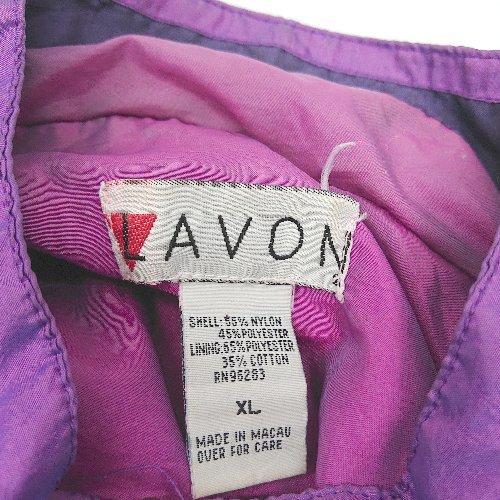 LAVON
SHELL: 55% NYLON
45% POLYESTER
LINING: 65% POLYESTER
35% COTTON
RN96283
XL
MADE IN MACAU
OVER FOR CARE